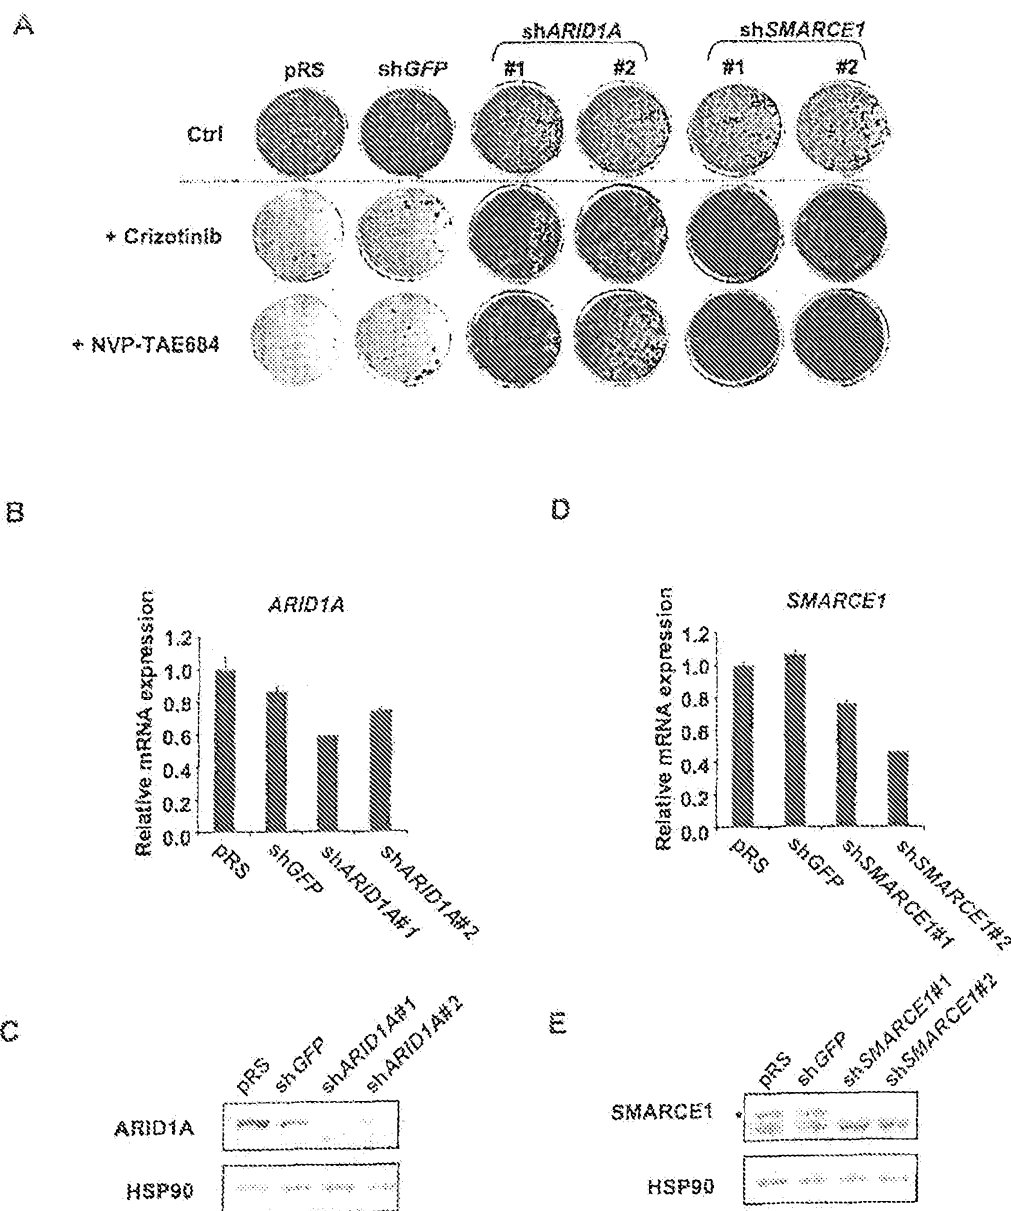 A
shARID1A shSMARCE1
pRS shGFP #1 #2 #1 #2
Ctrl
+ Crizotinib
+ NVP-TAE684
B
ARID1A
Relative mRNA expression
1.2
1.0
0.8
0.6
0.4
0.2
0.0
pRS shGFP shARID1A#1 shARID1A#2
D
SMARCE1
Relative mRNA expression
1.2
1.0
0.8
0.6
0.4
0.2
0.0
pRS shGFP shSMARCE1#1 shSMARCE1#2
C
pRS shGFP shARID1A#1 shARID1A#2
ARID1A
HSP90
E
pRS shGFP shSMARCE1#1 shSMARCE1#2
SMARCE1 *
HSP90